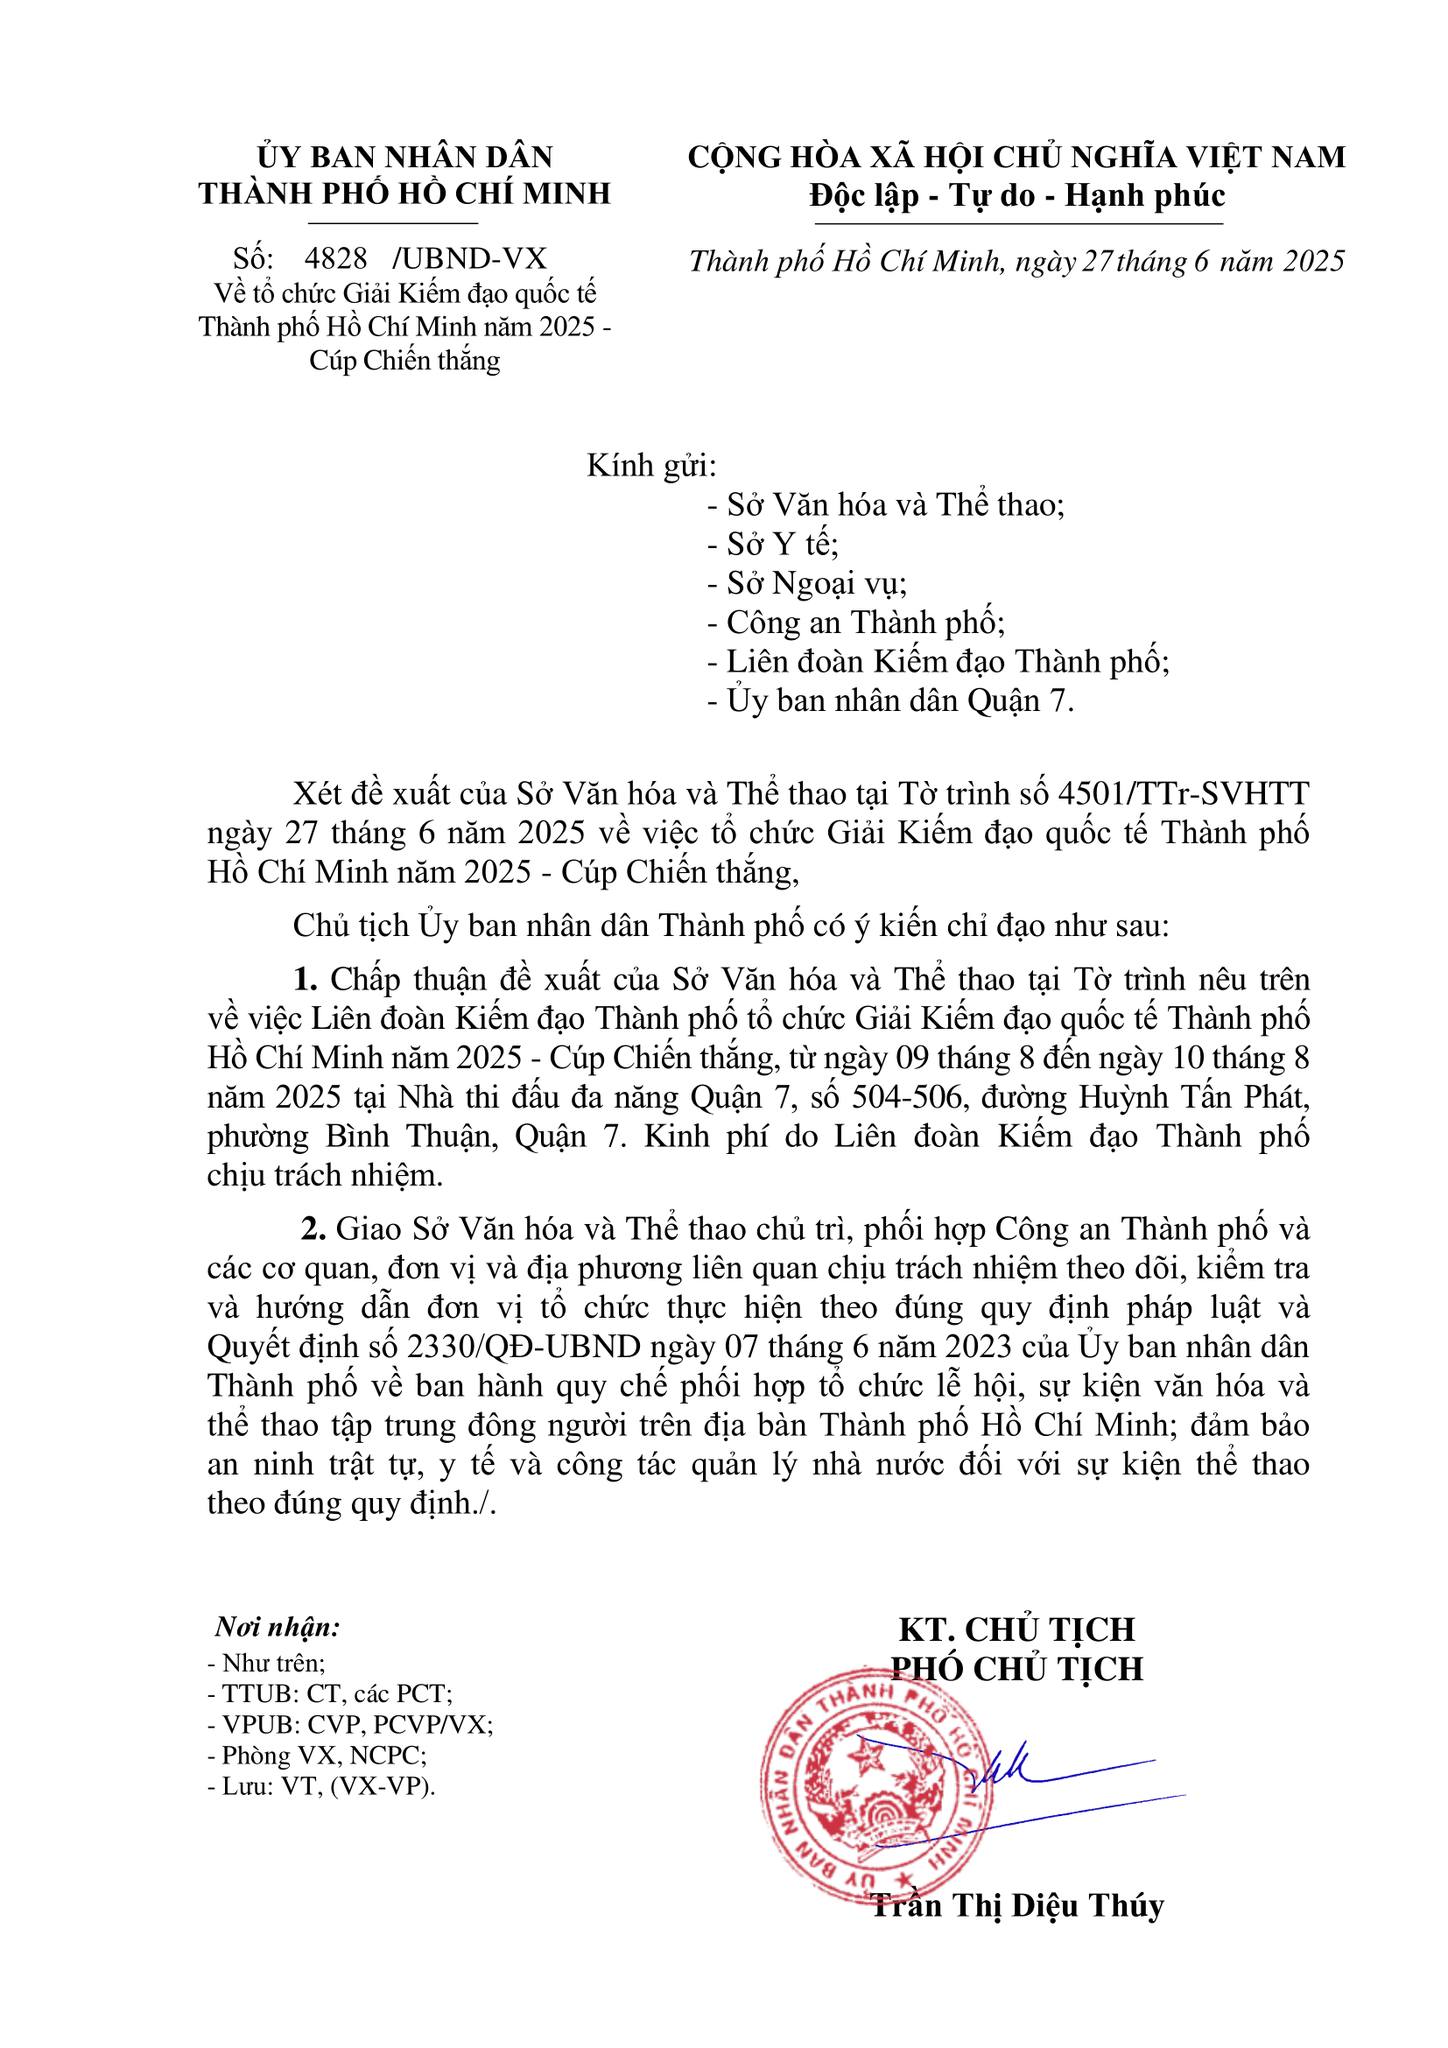 ỦY BAN NHÂN DÂN
THÀNH PHỐ HỒ CHÍ MINH
Số: 4828 /UBND-VX
Về tổ chức Giải Kiếm đạo quốc tế
Thành phố Hồ Chí Minh năm 2025 -
Cúp Chiến thắng
CỘNG HÒA XÃ HỘI CHỦ NGHĨA VIỆT NAM
Độc lập - Tự do - Hạnh phúc
Thành phố Hồ Chí Minh, ngày 27 tháng 6 năm 2025
Kính gửi:
- Sở Văn hóa và Thể thao;
- Sở Y tế;
- Sở Ngoại vụ;
- Công an Thành phố;
- Liên đoàn Kiếm đạo Thành phố;
- Ủy ban nhân dân Quận 7.
Xét đề xuất của Sở Văn hóa và Thể thao tại Tờ trình số 4501/TTr-SVHTT
ngày 27 tháng 6 năm 2025 về việc tổ chức Giải Kiếm đạo quốc tế Thành phố
Hồ Chí Minh năm 2025 - Cúp Chiến thắng,
Chủ tịch Ủy ban nhân dân Thành phố có ý kiến chỉ đạo như sau:
1. Chấp thuận đề xuất của Sở Văn hóa và Thể thao tại Tờ trình nêu trên
về việc Liên đoàn Kiếm đạo Thành phố tổ chức Giải Kiếm đạo quốc tế Thành phố
Hồ Chí Minh năm 2025 - Cúp Chiến thắng, từ ngày 09 tháng 8 đến ngày 10 tháng 8
năm 2025 tại Nhà thi đấu đa năng Quận 7, số 504-506, đường Huỳnh Tấn Phát,
phường Bình Thuận, Quận 7. Kinh phí do Liên đoàn Kiếm đạo Thành phố
chịu trách nhiệm.
2. Giao Sở Văn hóa và Thể thao chủ trì, phối hợp Công an Thành phố và
các cơ quan, đơn vị và địa phương liên quan chịu trách nhiệm theo dõi, kiểm tra
và hướng dẫn đơn vị tổ chức thực hiện theo đúng quy định pháp luật và
Quyết định số 2330/QĐ-UBND ngày 07 tháng 6 năm 2023 của Ủy ban nhân dân
Thành phố về ban hành quy chế phối hợp tổ chức lễ hội, sự kiện văn hóa và
thể thao tập trung đông người trên địa bàn Thành phố Hồ Chí Minh; đảm bảo
an ninh trật tự, y tế và công tác quản lý nhà nước đối với sự kiện thể thao
theo đúng quy định./.
Nơi nhận:
- Như trên;
- TTUB: CT, các PCT;
- VPUB: CVP, PCVP/VX;
- Phòng VX, NCPC;
- Lưu: VT, (VX-VP).
KT. CHỦ TỊCH
PHÓ CHỦ TỊCH
ỦY BAN NHÂN DÂN THÀNH PHỐ HỒ CHÍ MINH
Trần Thị Diệu Thúy